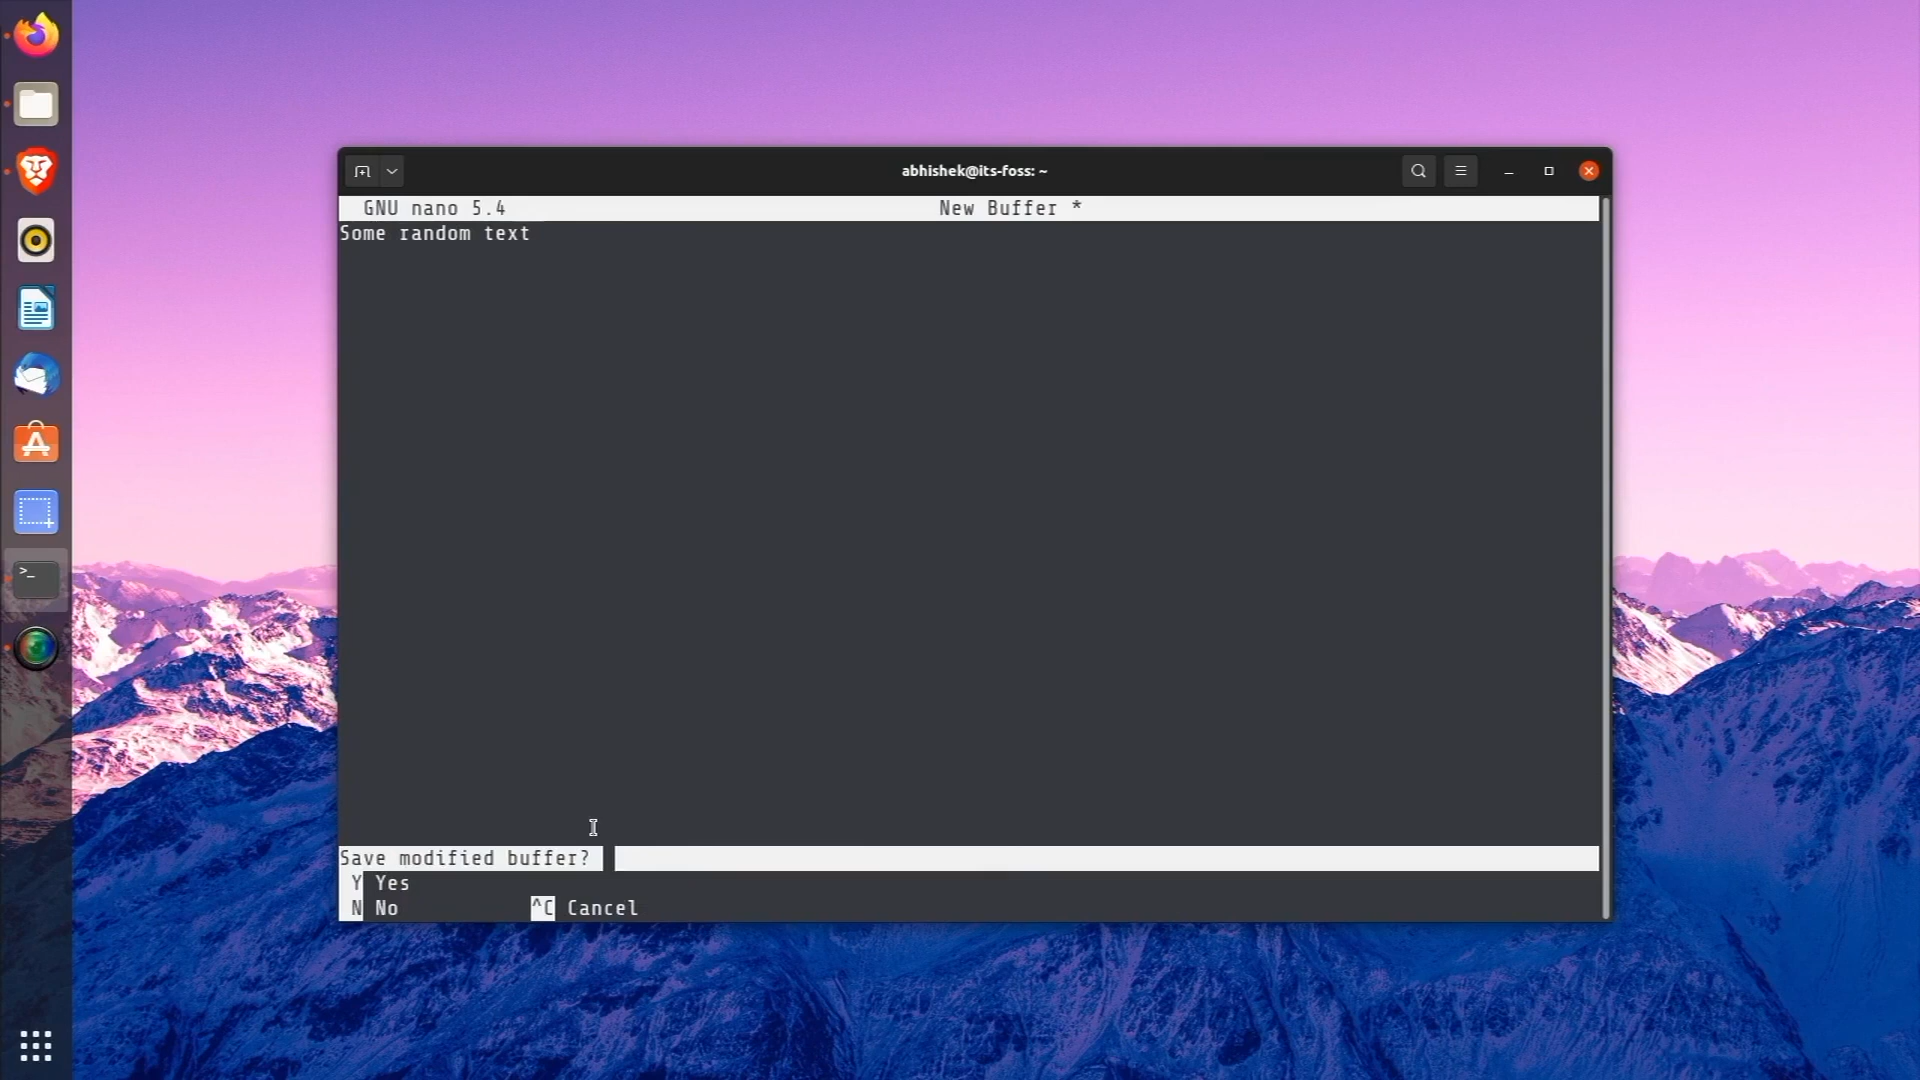 abhishek@its-foss: ~
GNU nano 5.4 New Buffer *
Some random text
Save modified buffer?
Y Yes
N No ^C Cancel